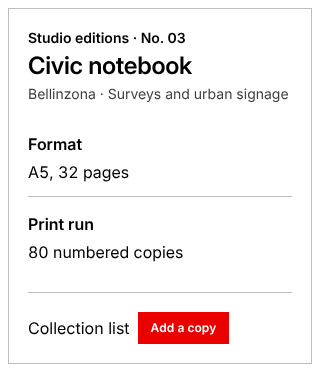 Studio editions · No. 03
Civic notebook
Bellinzona · Surveys and urban signage
Format
A5, 32 pages
Print run
80 numbered copies
Collection list
Add a copy